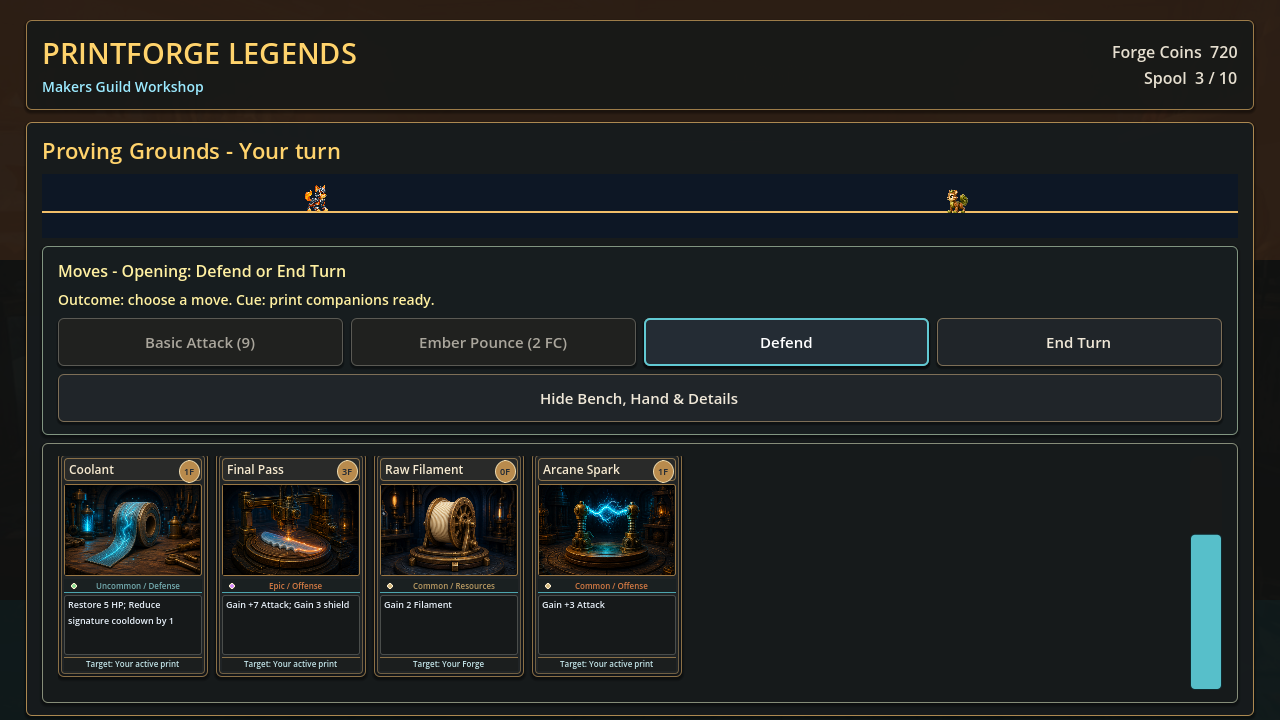 PRINTFORGE LEGENDS
Makers Guild Workshop
Forge Coins 720
Spool 3 / 10
Proving Grounds - Your turn
Moves - Opening: Defend or End Turn
Outcome: choose a move. Cue: print companions ready.
Basic Attack (9)
Ember Pounce (2 FC)
Defend
End Turn
Hide Bench, Hand & Details
Coolant
1F
Uncommon / Defense
Restore 5 HP; Reduce
signature cooldown by 1
Target: Your active print
Final Pass
3F
Epic / Offense
Gain +7 Attack; Gain 3 shield
Target: Your active print
Raw Filament
0F
Common / Resources
Gain 2 Filament
Target: Your Forge
Arcane Spark
1F
Common / Offense
Gain +3 Attack
Target: Your active print